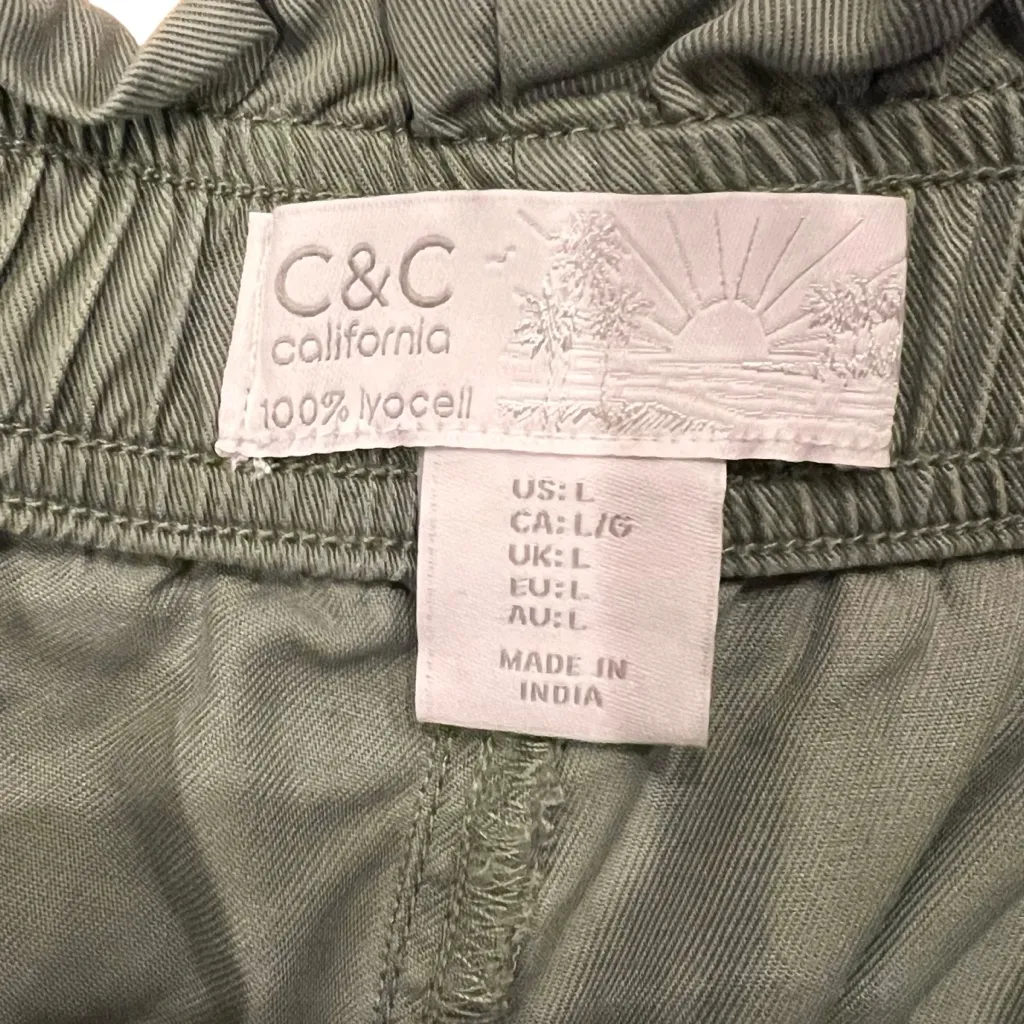 C&C
california
100% lyocell
US: L
CA: L/G
UK: L
EU: L
AU: L
MADE IN
INDIA